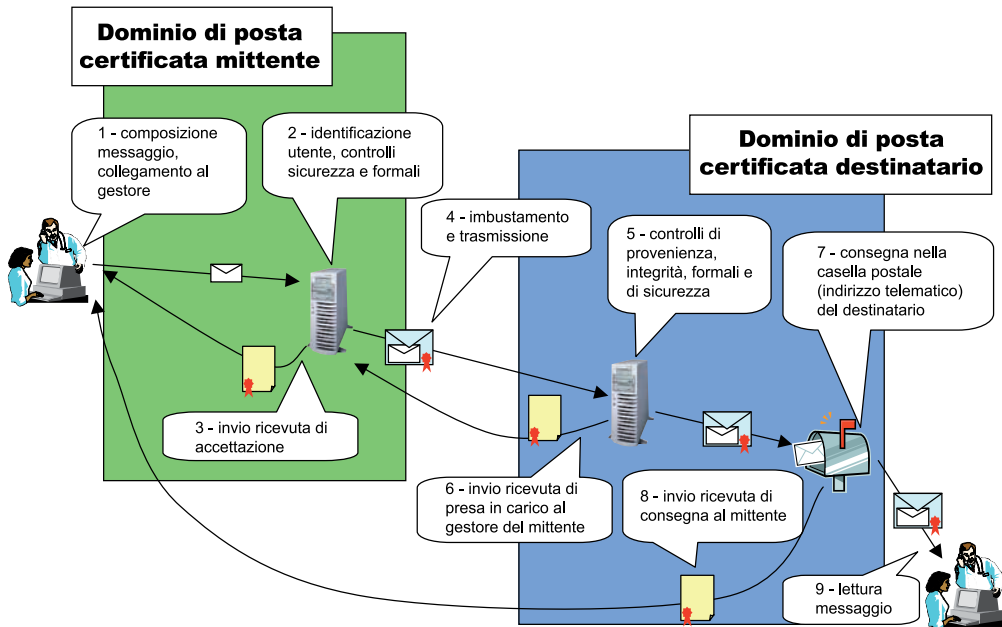 Dominio di posta
certificata mittente
1 - composizione
messaggio,
collegamento al
gestore
2 - identificazione
utente, controlli
sicurezza e formali
Dominio di posta
certificata destinatario
4 - imbustamento
e trasmissione
5 - controlli di
provenienza,
integrità, formali e
di sicurezza
7 - consegna nella
casella postale
(indirizzo telematico)
del destinatario
3 - invio ricevuta di
accettazione
6 - invio ricevuta di
presa in carico al
gestore del mittente
8 - invio ricevuta di
consegna al mittente
9 - lettura
messaggio